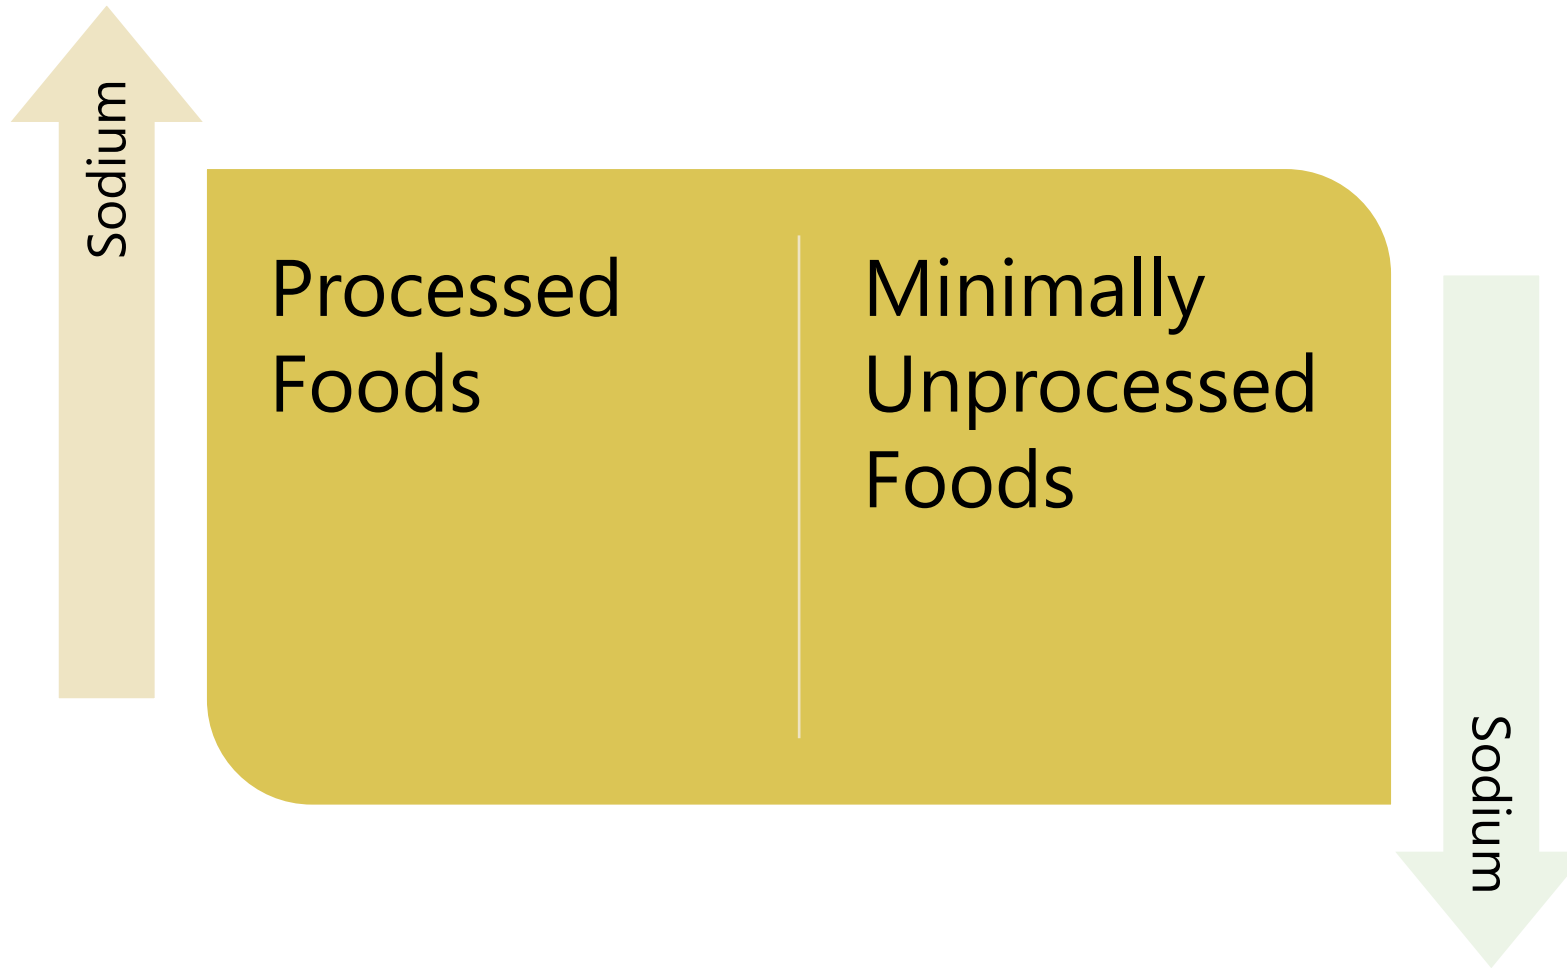 Sodium
Processed
Foods
Minimally
Unprocessed
Foods
Sodium